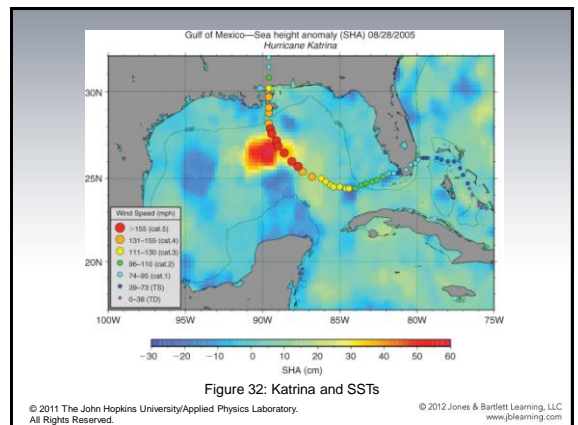 Gulf of Mexico—Sea height anomaly (SHA) 08/28/2005
Hurricane Katrina
30N
25N
20N
Wind Speed (mph)
>155 (cat.5)
131–155 (cat.4)
111–130 (cat.3)
96–110 (cat.2)
74–95 (cat.1)
39–73 (TS)
0–38 (TD)
100W 95W 90W 85W 80W 75W
−30 −20 −10 0 10 20 30 40 50 60
SHA (cm)
Figure 32: Katrina and SSTs
© 2011 The John Hopkins University/Applied Physics Laboratory.
All Rights Reserved.
© 2012 Jones & Bartlett Learning, LLC
www.jblearning.com